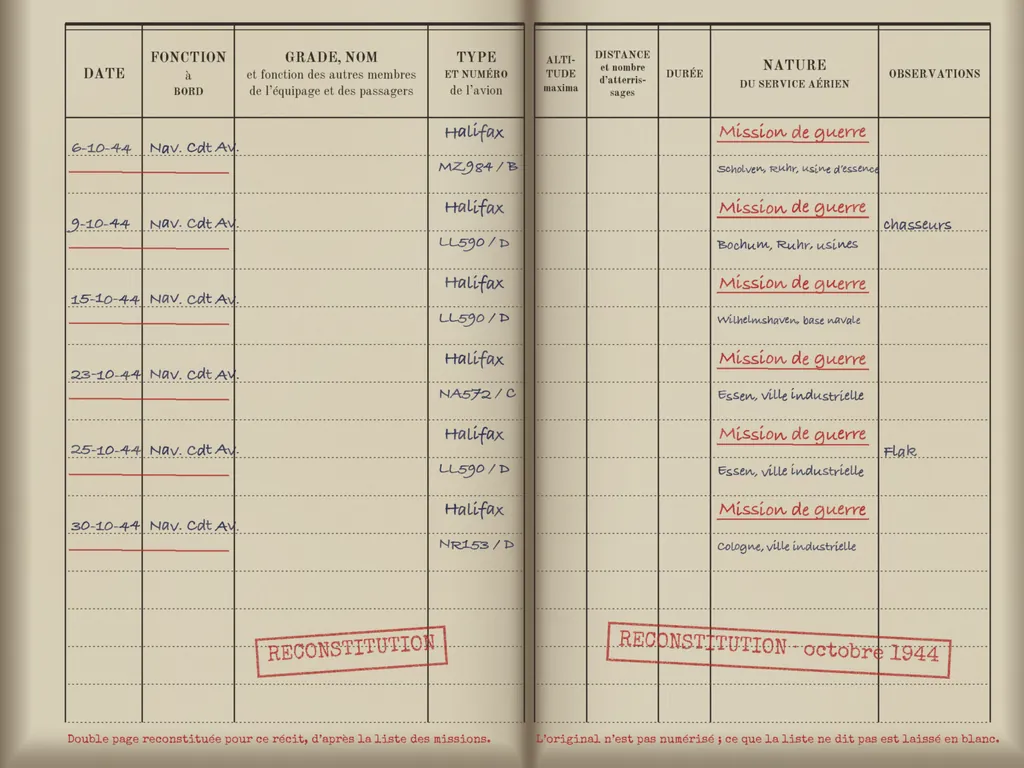 DATE
FONCTION
à
BORD
GRADE, NOM
et fonction des autres membres
de l'équipage et des passagers
TYPE
ET NUMÉRO
de l'avion
ALTI-
TUDE
maxima
DISTANCE
et nombre
d'atterris-
sages
DURÉE
NATURE
DU SERVICE AÉRIEN
OBSERVATIONS
6-10-44 Nav. Cdt Av. Halifax Mission de guerre
MZ984 / B Scholven, Ruhr, usine d'essence
9-10-44 Nav. Cdt Av. Halifax Mission de guerre chasseurs
LL590 / D Bochum, Ruhr, usines
15-10-44 Nav. Cdt Av. Halifax Mission de guerre
LL590 / D Wilhelmshaven, base navale
23-10-44 Nav. Cdt Av. Halifax Mission de guerre
NA572 / C Essen, ville industrielle
25-10-44 Nav. Cdt Av. Halifax Mission de guerre Flak
LL590 / D Essen, ville industrielle
30-10-44 Nav. Cdt Av. Halifax Mission de guerre
NR153 / D Cologne, ville industrielle
RECONSTITUTION
RECONSTITUTION · octobre 1944
Double page reconstituée pour ce récit, d'après la liste des missions.
L'original n'est pas numérisé ; ce que la liste ne dit pas est laissé en blanc.